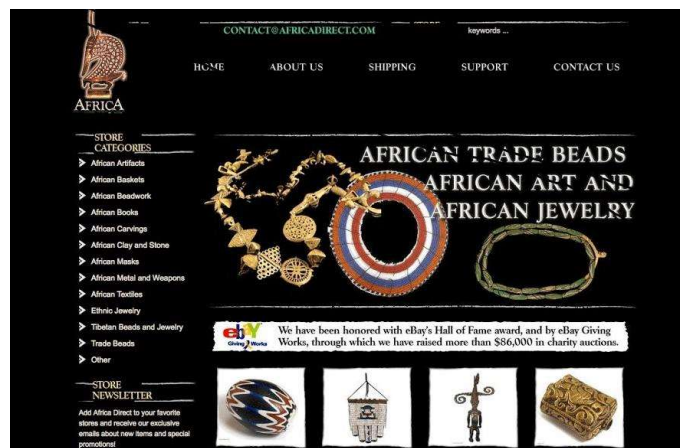 CONTACT@AFRICADIRECT.COM
keywords ...
HOME
ABOUT US
SHIPPING
SUPPORT
CONTACT US
AFRICA
STORE
CATEGORIES
African Artifacts
African Baskets
African Beadwork
African Books
African Carvings
African Clay and Stone
African Masks
African Metal and Weapons
African Textiles
Ethnic Jewelry
Tibetan Beads and Jewelry
Trade Beads
Other
AFRICAN TRADE BEADS
AFRICAN ART AND
AFRICAN JEWELRY
ebY
Giving Works
We have been honored with eBay's Hall of Fame award, and by eBay Giving
Works, through which we have raised more than $86,000 in charity auctions.
STORE
NEWSLETTER
Add Africa Direct to your favorite
stores and receive our exclusive
emails about new items and special
promotions!